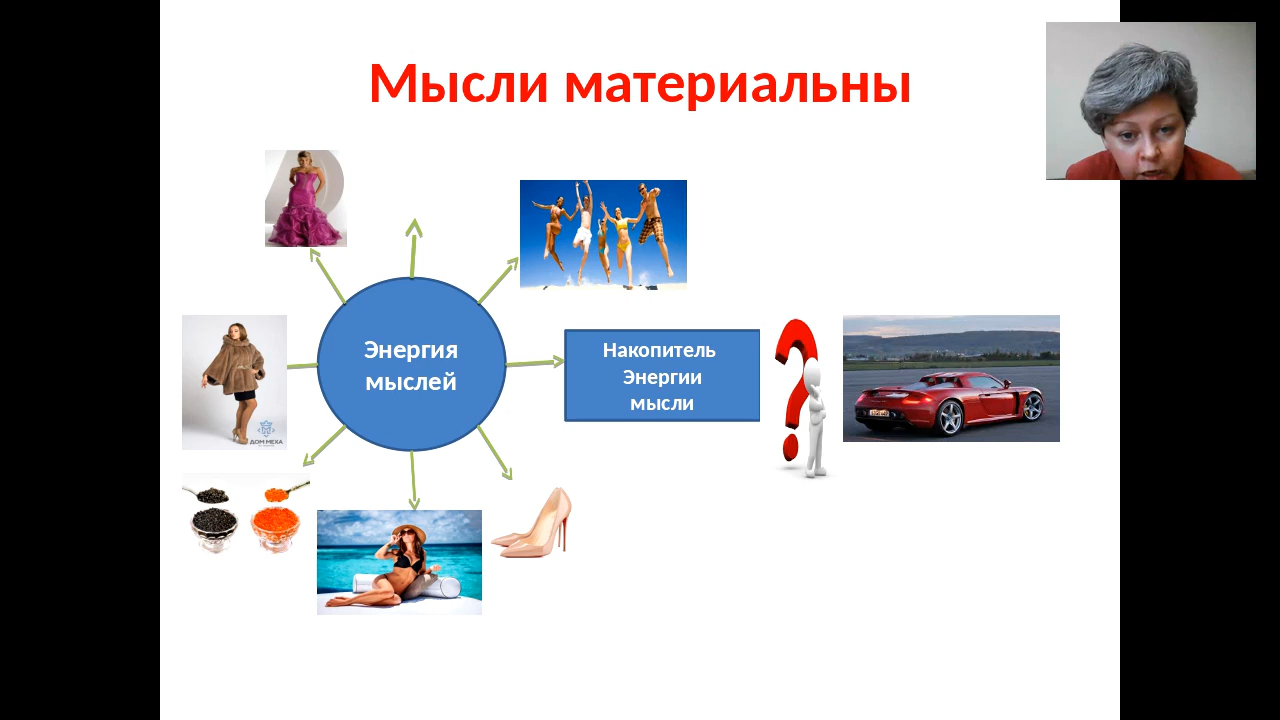 Мысли материальны
Энергия
мыслей
Накопитель
Энергии
мысли
ДОМ МЕХА